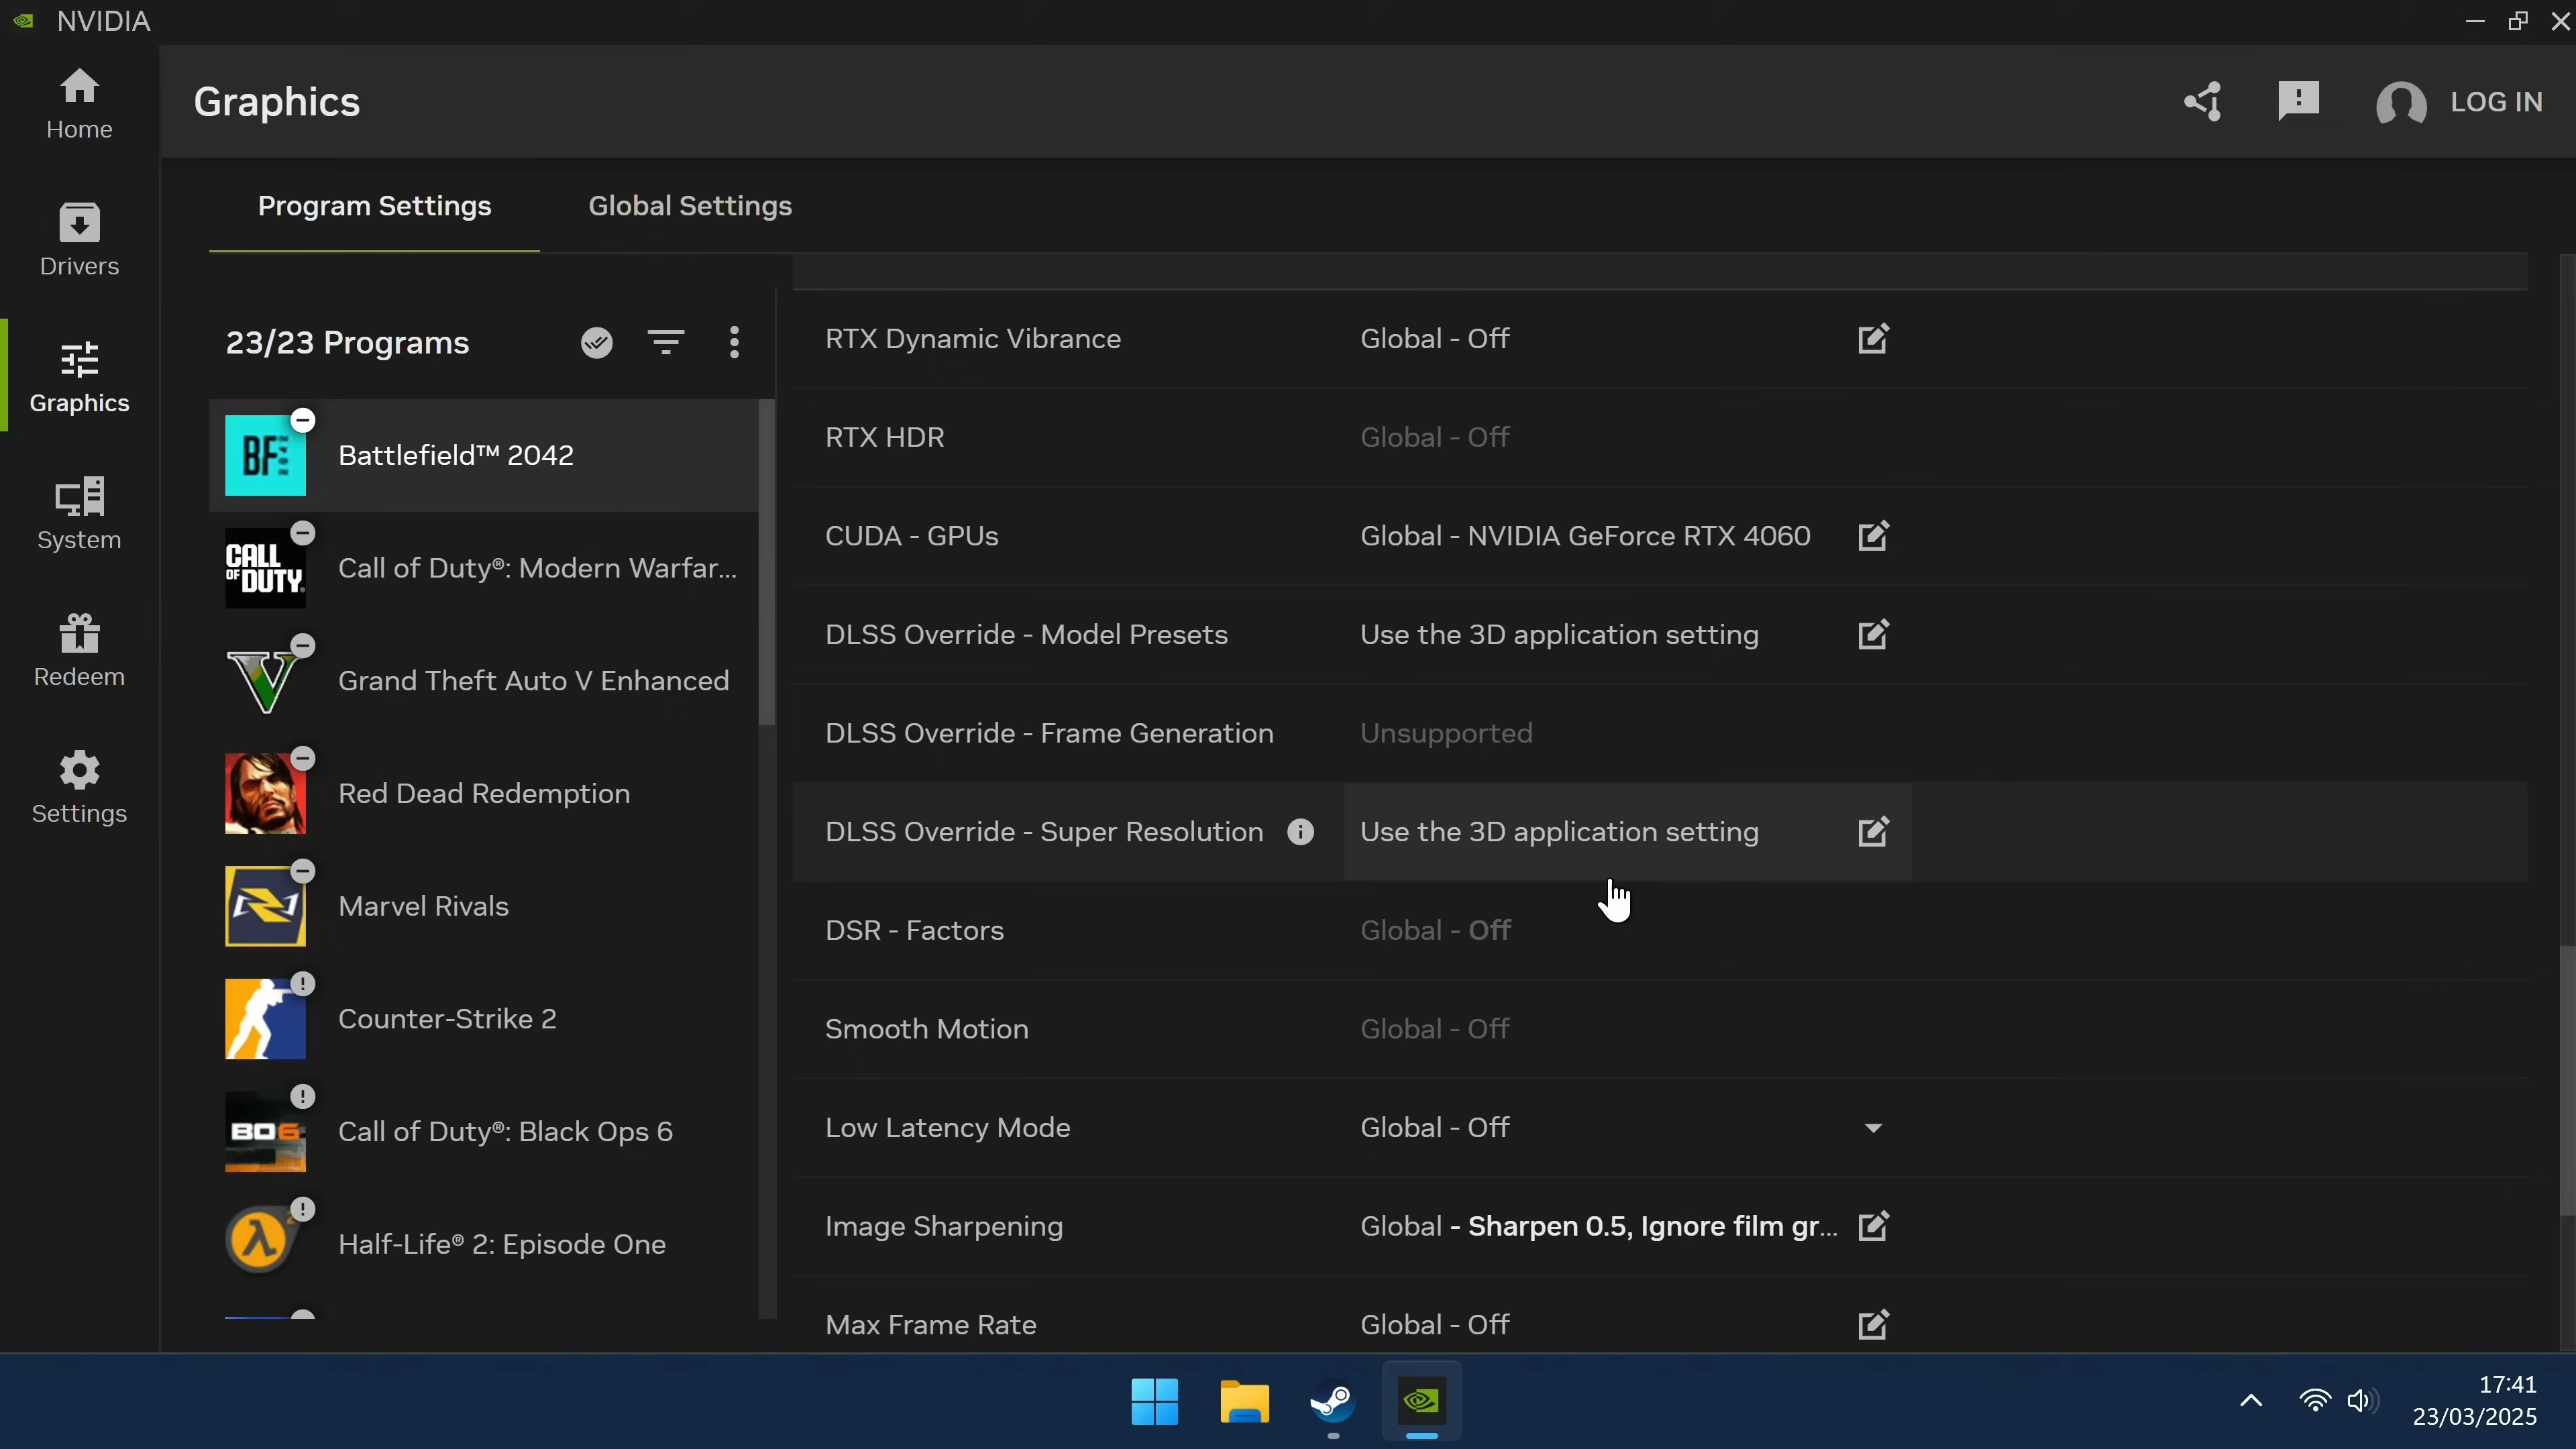 NVIDIA
Home
Drivers
Graphics
System
Redeem
Settings
Graphics
LOG IN
Program Settings
Global Settings
23/23 Programs
BF
Battlefield™ 2042
CALL OF DUTY®
Call of Duty®: Modern Warfar...
Grand Theft Auto V Enhanced
Red Dead Redemption
Marvel Rivals
Counter-Strike 2
BO6
Call of Duty®: Black Ops 6
Half-Life® 2: Episode One
RTX Dynamic Vibrance Global - Off
RTX HDR Global - Off
CUDA - GPUs Global - NVIDIA GeForce RTX 4060
DLSS Override - Model Presets Use the 3D application setting
DLSS Override - Frame Generation Unsupported
DLSS Override - Super Resolution Use the 3D application setting
DSR - Factors Global - Off
Smooth Motion Global - Off
Low Latency Mode Global - Off
Image Sharpening Global - Sharpen 0.5, Ignore film gr...
Max Frame Rate Global - Off
17:41
23/03/2025